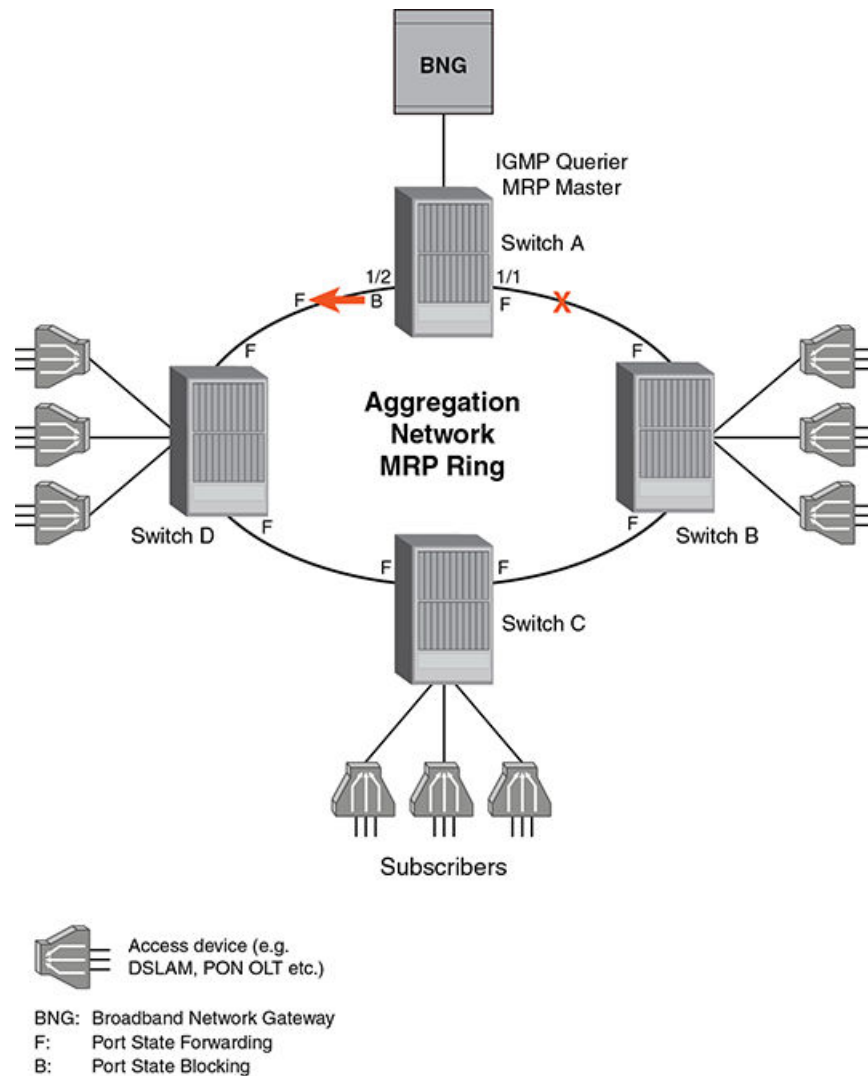 BNG
IGMP Querier
MRP Master
Switch A
1/2
1/1
F
B
F
X
F
Aggregation
Network
MRP Ring
Switch D
Switch B
F
F
F
F
Switch C
Subscribers
Access device (e.g.
DSLAM, PON OLT etc.)
BNG: Broadband Network Gateway
F: Port State Forwarding
B: Port State Blocking